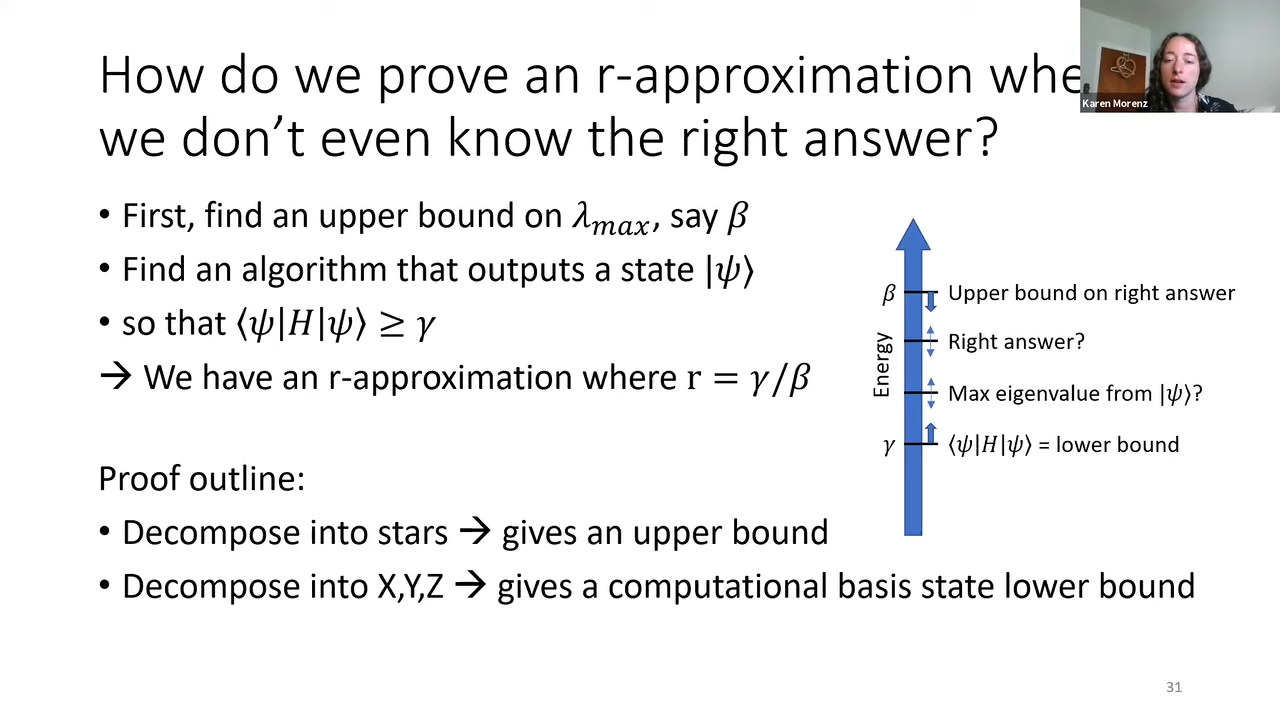 How do we prove an r-approximation whe
Karen Morenz
we don't even know the right answer?
• First, find an upper bound on λₘₐₓ, say β
• Find an algorithm that outputs a state |ψ⟩
• so that ⟨ψ|H|ψ⟩ ≥ γ
→ We have an r-approximation where r = γ/β
Proof outline:
• Decompose into stars → gives an upper bound
• Decompose into X,Y,Z → gives a computational basis state lower bound
Energy
β Upper bound on right answer
Right answer?
Max eigenvalue from |ψ⟩?
γ ⟨ψ|H|ψ⟩ = lower bound
31